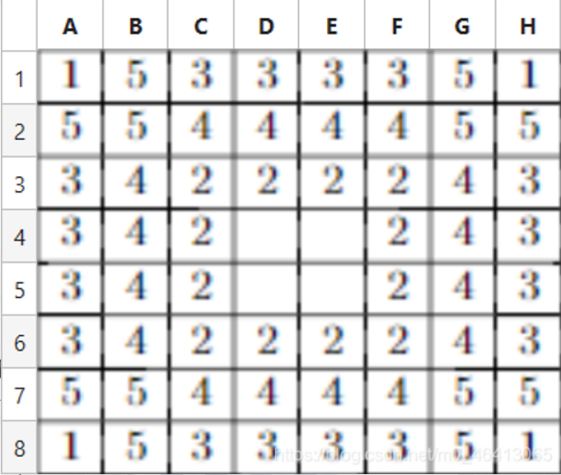 A B C D E F G H
1 1 5 3 3 3 3 5 1
2 5 5 4 4 4 4 5 5
3 3 4 2 2 2 2 4 3
4 3 4 2 2 4 3
5 3 4 2 2 4 3
6 3 4 2 2 2 2 4 3
7 5 5 4 4 4 4 5 5
8 1 5 3 3 3 3 5 1